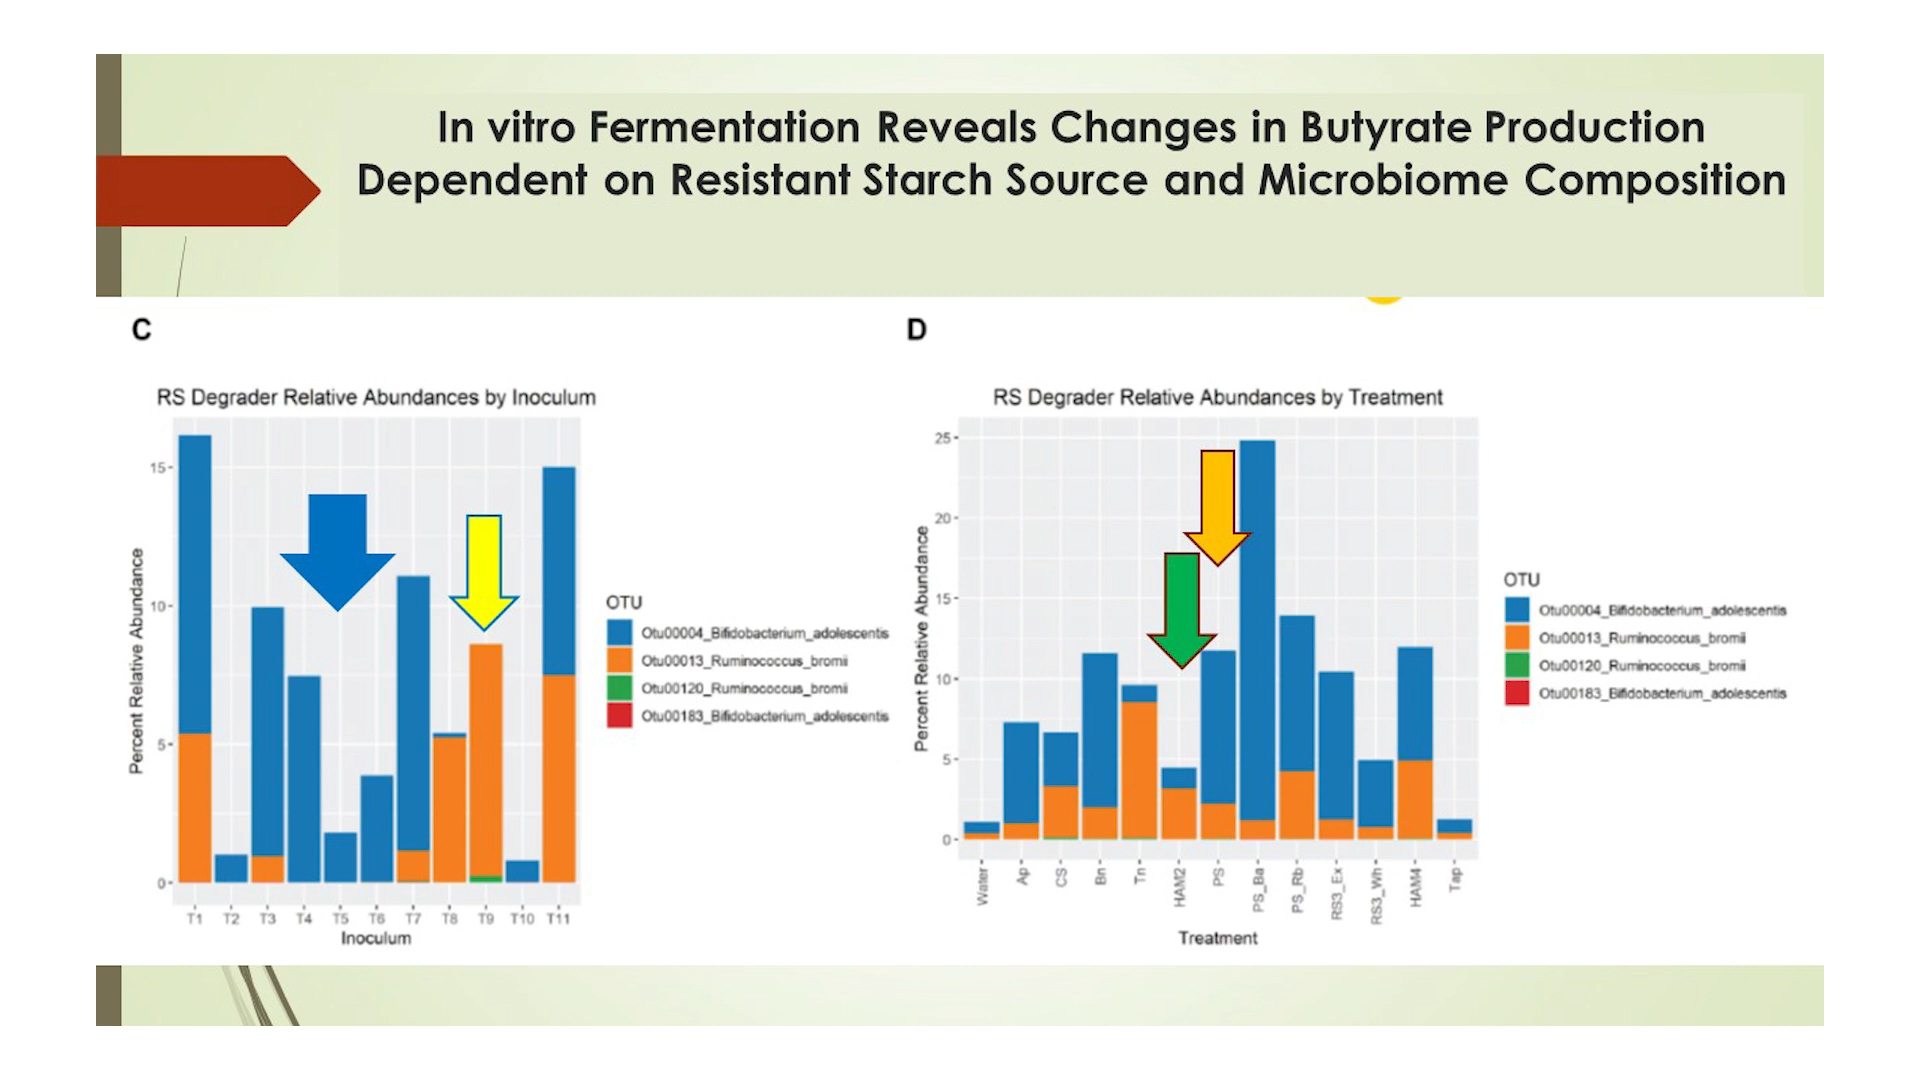 In vitro Fermentation Reveals Changes in Butyrate Production
Dependent on Resistant Starch Source and Microbiome Composition
C
RS Degrader Relative Abundances by Inoculum
Percent Relative Abundance
15
10
5
0
T1 T2 T3 T4 T5 T6 T7 T8 T9 T10 T11
Inoculum
OTU
Otu00004_Bifidobacterium_adolescentis
Otu00013_Ruminococcus_bromii
Otu00120_Ruminococcus_bromii
Otu00183_Bifidobacterium_adolescentis
D
RS Degrader Relative Abundances by Treatment
Percent Relative Abundance
25
20
15
10
5
0
Water Ap CS Bn Tn HAM2 PS PS_Ba PS_Rb RS3_Ex RS3_Wh HAM4 Tap
Treatment
OTU
Otu00004_Bifidobacterium_adolescentis
Otu00013_Ruminococcus_bromii
Otu00120_Ruminococcus_bromii
Otu00183_Bifidobacterium_adolescentis